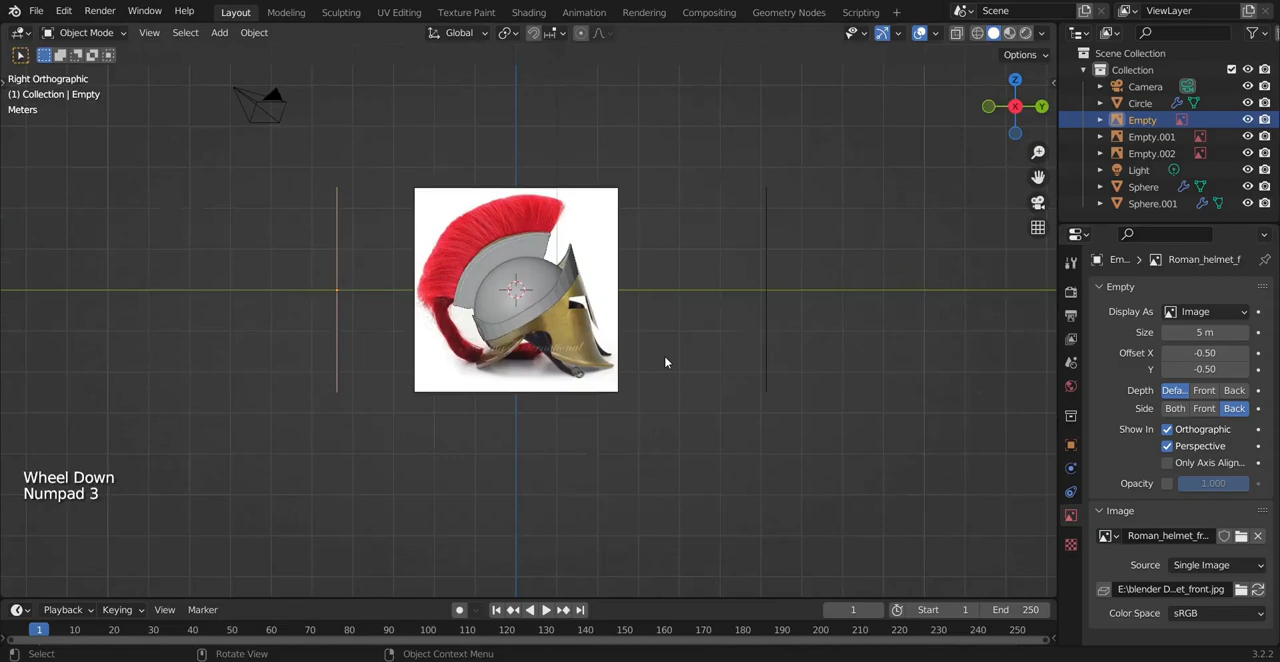 File Edit Render Window Help Layout Modeling Sculpting UV Editing Texture Paint Shading Animation Rendering Compositing Geometry Nodes Scripting + Scene ViewLayer
Object Mode View Select Add Object Global
Options
Right Orthographic
(1) Collection | Empty
Meters
Z
X
Y
Wheel Down
Numpad 3
Scene Collection
Collection
Camera
Circle
Empty
Empty.001
Empty.002
Light
Sphere
Sphere.001
Em... > Roman_helmet_f
Empty
Display As Image
Size 5 m
Offset X -0.50
Y -0.50
Depth Defa... Front Back
Side Both Front Back
Show In Orthographic
Perspective
Only Axis Align...
Opacity 1.000
Image
Roman_helmet_fr...
Source Single Image
E:\blender D...et_front.jpg
Color Space sRGB
Playback Keying View Marker 1 Start 1 End 250
1 10 20 30 40 50 60 70 80 90 100 110 120 130 140 150 160 170 180 190 200 210 220 230 240 250
Select Rotate View Object Context Menu 3.2.2